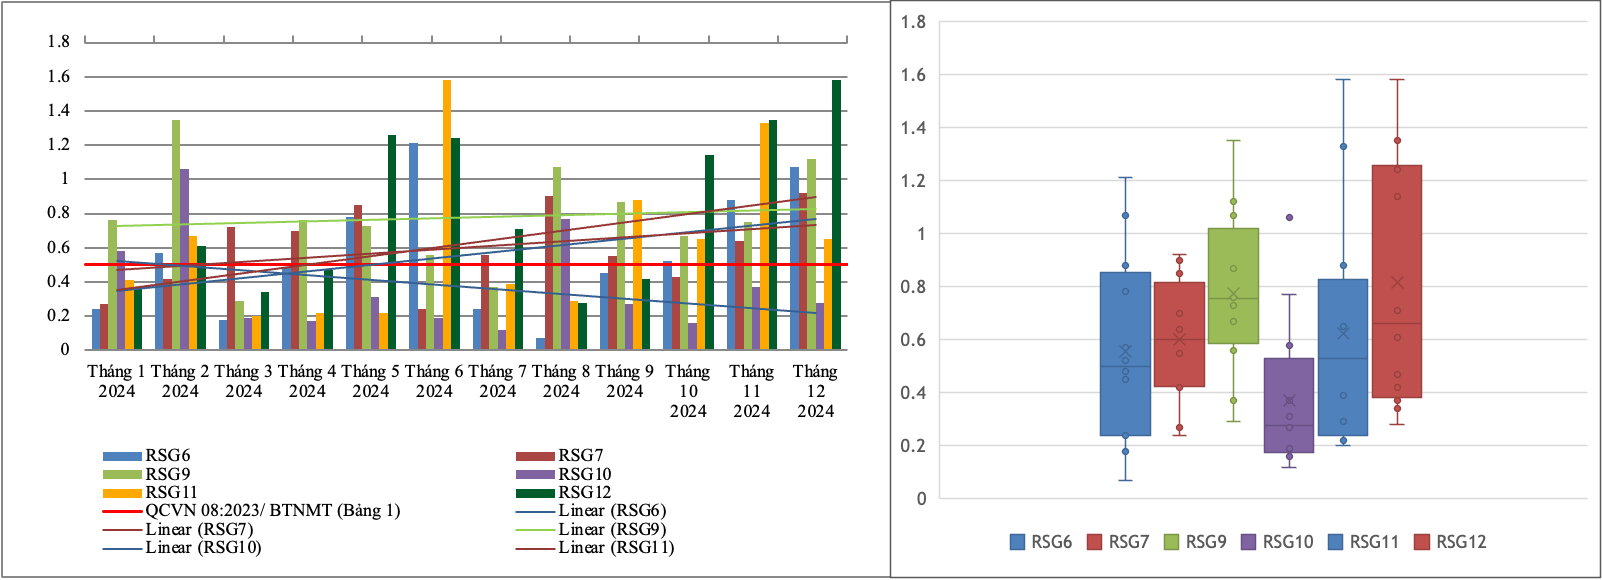 1.8
1.6
1.4
1.2
1
0.8
0.6
0.4
0.2
0
Tháng 1 Tháng 2 Tháng 3 Tháng 4 Tháng 5 Tháng 6 Tháng 7 Tháng 8 Tháng 9 Tháng Tháng Tháng
2024 2024 2024 2024 2024 2024 2024 2024 2024 10 11 12
2024 2024 2024
RSG6 RSG7
RSG9 RSG10
RSG11 RSG12
QCVN 08:2023/ BTNMT (Bảng 1) Linear (RSG6)
Linear (RSG7) Linear (RSG9)
Linear (RSG10) Linear (RSG11)
1.8
1.6
1.4
1.2
1
0.8
0.6
0.4
0.2
0
RSG6 RSG7 RSG9 RSG10 RSG11 RSG12